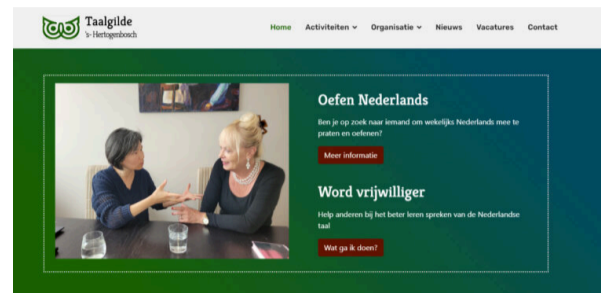 Taalgilde
's-Hertogenbosch
Home Activiteiten Organisatie Nieuws Vacatures Contact
Oefen Nederlands
Ben je op zoek naar iemand om wekelijks Nederlands mee te
praten en oefenen?
Meer informatie
Word vrijwilliger
Help anderen bij het beter leren spreken van de Nederlandse
taal
Wat ga ik doen?